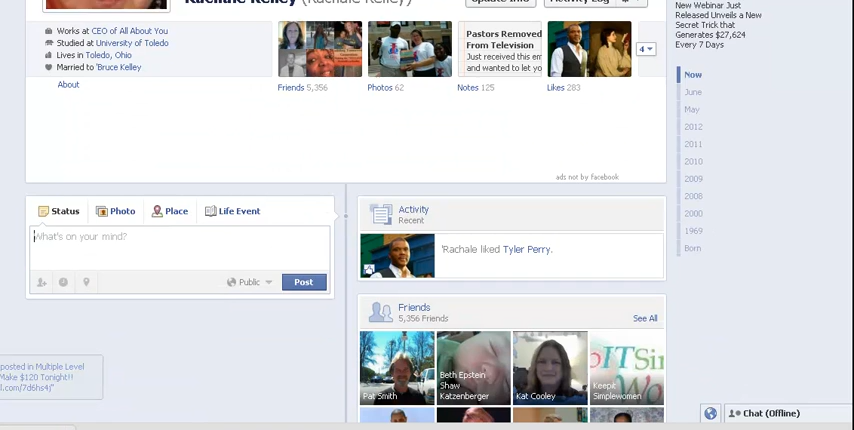 Rachale Kelley (Rachale Kelley)
Update Info
Activity Log
New Webinar Just
Released Unveils a New
Secret Trick that
Generates $27,624
Every 7 Days
Works at CEO of All About You
Studied at University of Toledo
Lives in Toledo, Ohio
Married to 'Bruce Kelley
About
Pastors Removed
From Television
Just received this em
and wanted to let yo
4
Friends 5,356
Photos 62
Notes 125
Likes 283
Now
June
May
2012
2011
2010
2009
2008
2000
1969
Born
ads not by facebook
Status
Photo
Place
Life Event
What's on your mind?
Public
Post
Activity
Recent
'Rachale liked Tyler Perry.
Friends
5,356 Friends
See All
Pat Smith
Beth Epstein
Shaw
Katzenberger
Kat Cooley
Keepit
Simplewomen
posted in Multiple Level
Make $120 Tonight!!
l.com/7d6hs4j"
Chat (Offline)